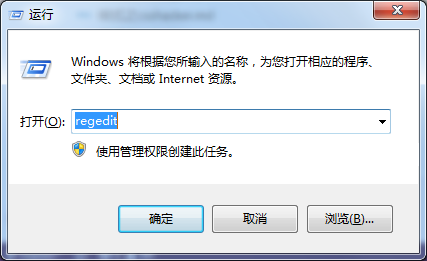 运行
Windows 将根据您所输入的名称，为您打开相应的程序、
文件夹、文档或 Internet 资源。
打开(O): regedit
使用管理权限创建此任务。
确定 取消 浏览(B)...